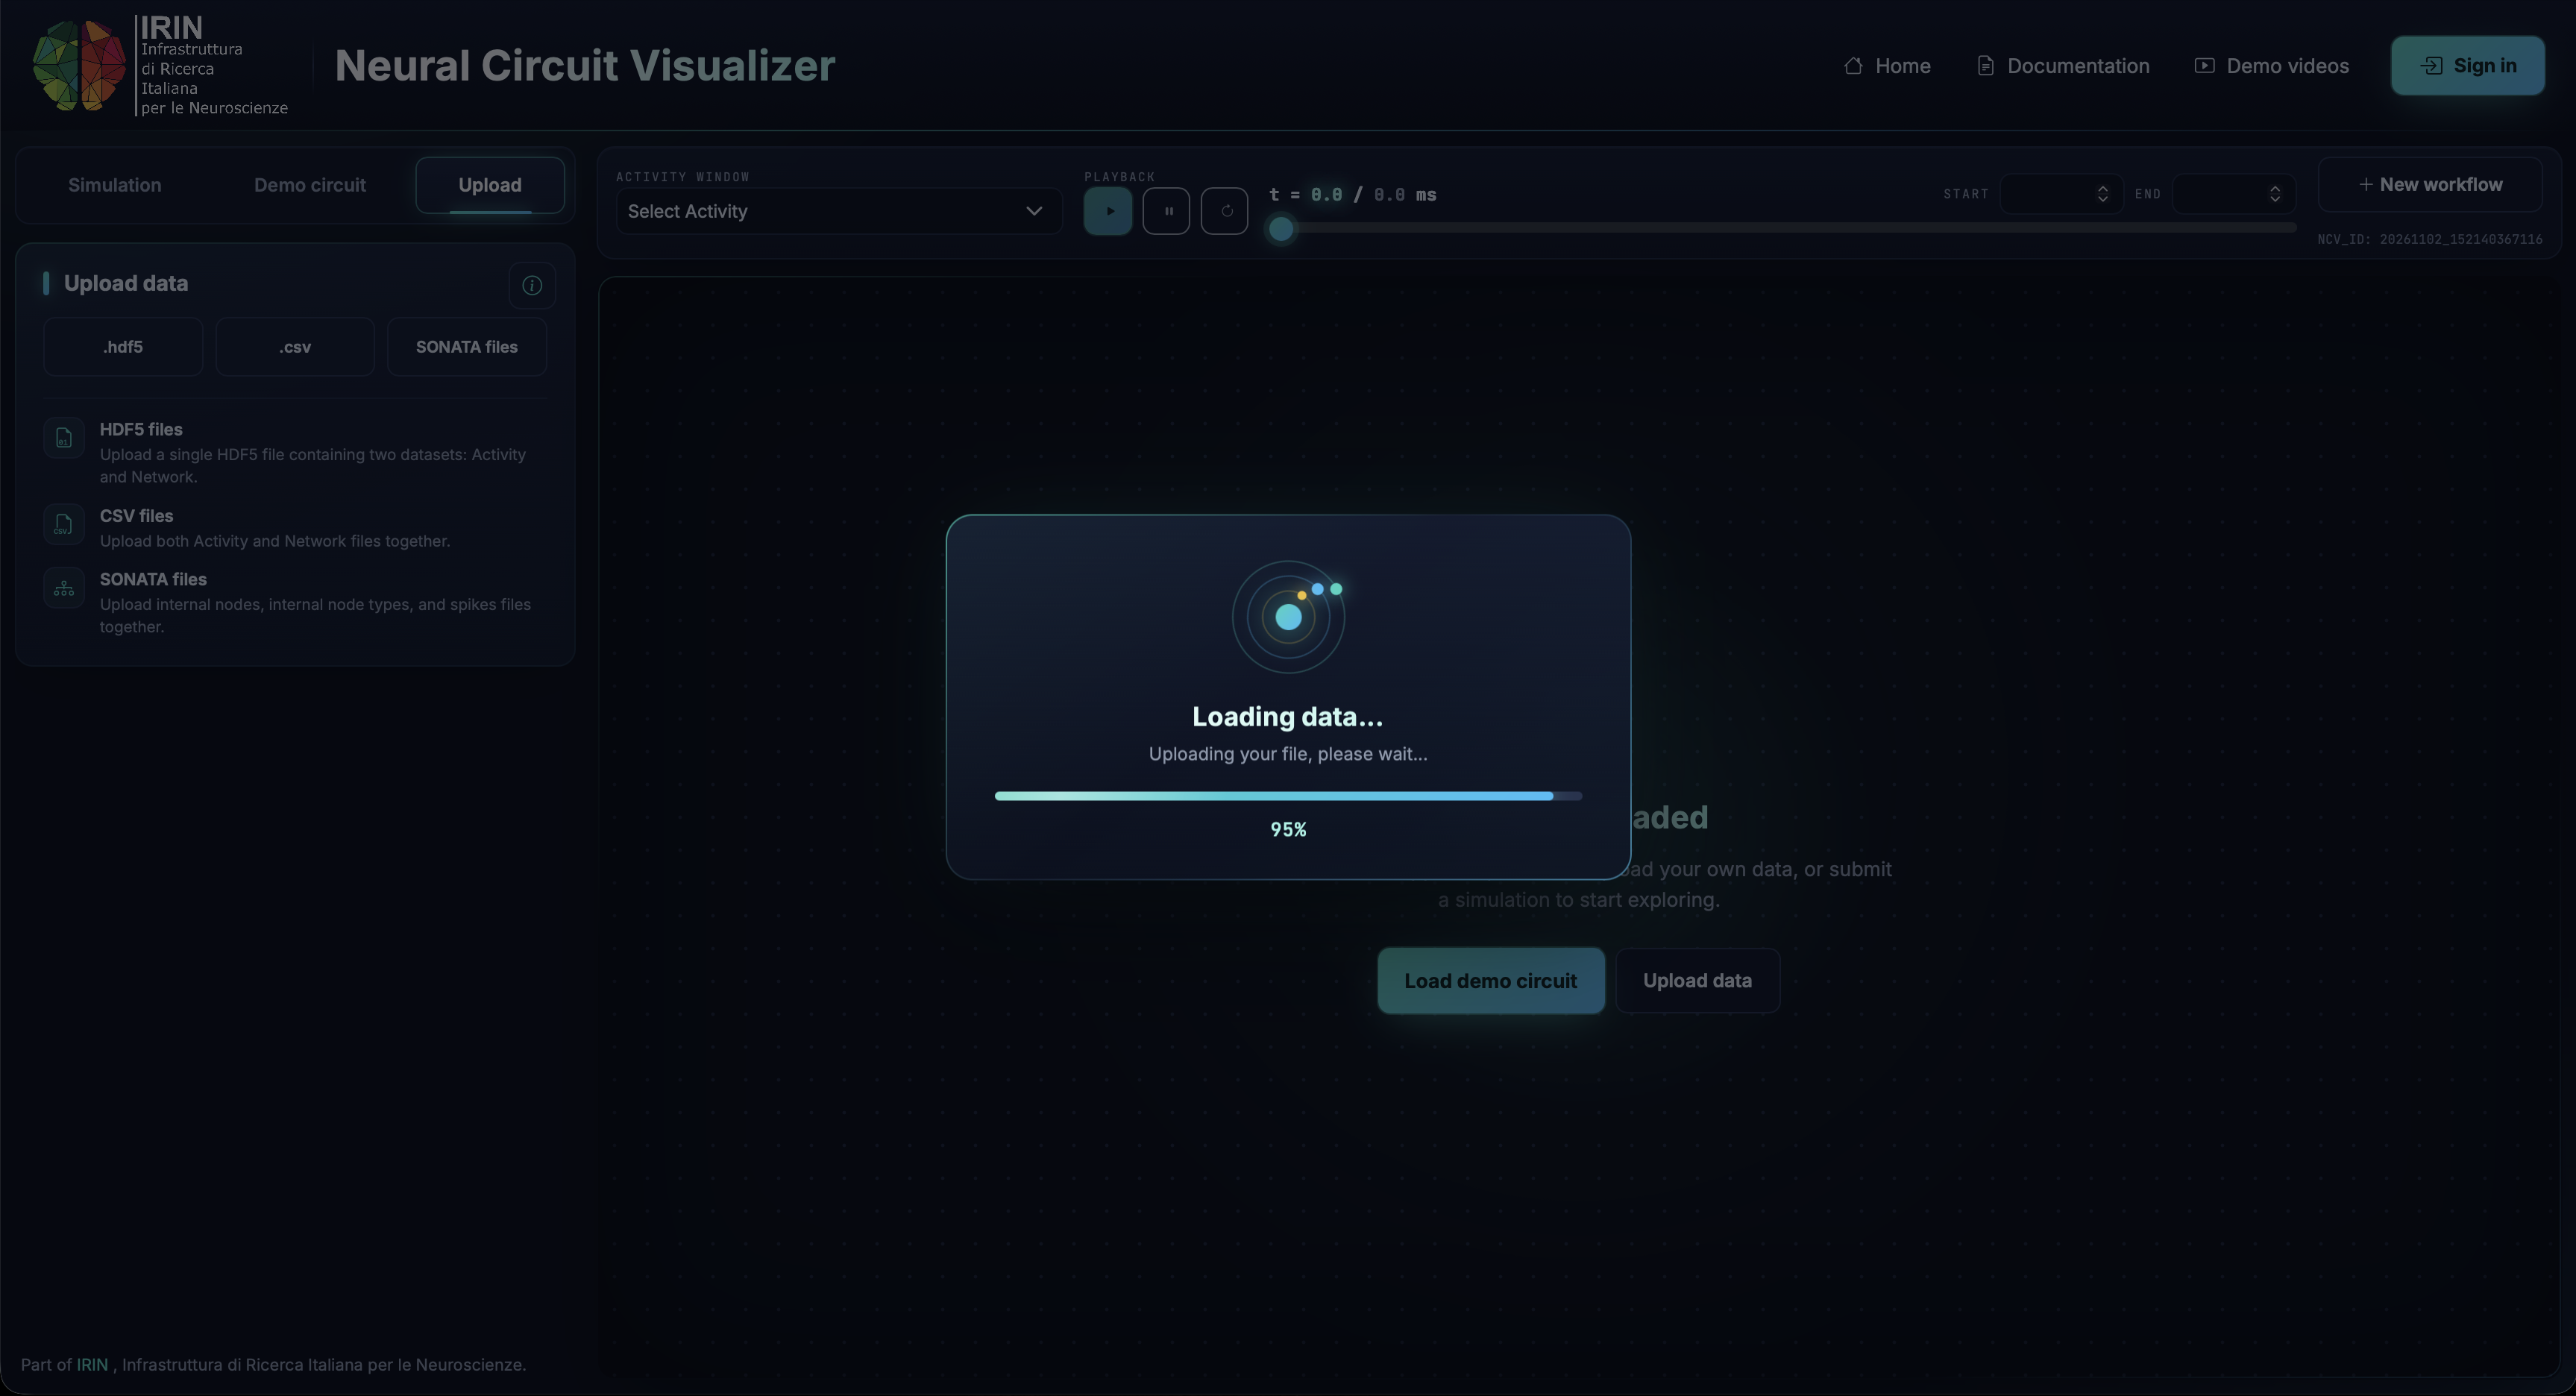 IRIN
Infrastruttura
di Ricerca
Italiana
per le Neuroscienze
Neural Circuit Visualizer
Home
Documentation
Demo videos
Sign in
Simulation
Demo circuit
Upload
Upload data
.hdf5
.csv
SONATA files
HDF5 files
Upload a single HDF5 file containing two datasets: Activity
and Network.
CSV files
Upload both Activity and Network files together.
SONATA files
Upload internal nodes, internal node types, and spikes files
together.
ACTIVITY WINDOW
Select Activity
PLAYBACK
t = 0.0 / 0.0 ms
START
END
+ New workflow
NCV_ID: 20261102_152140367116
Loading data...
Uploading your file, please wait...
95%
aded
your own data, or submit
a simulation to start exploring.
Load demo circuit
Upload data
Part of IRIN , Infrastruttura di Ricerca Italiana per le Neuroscienze.